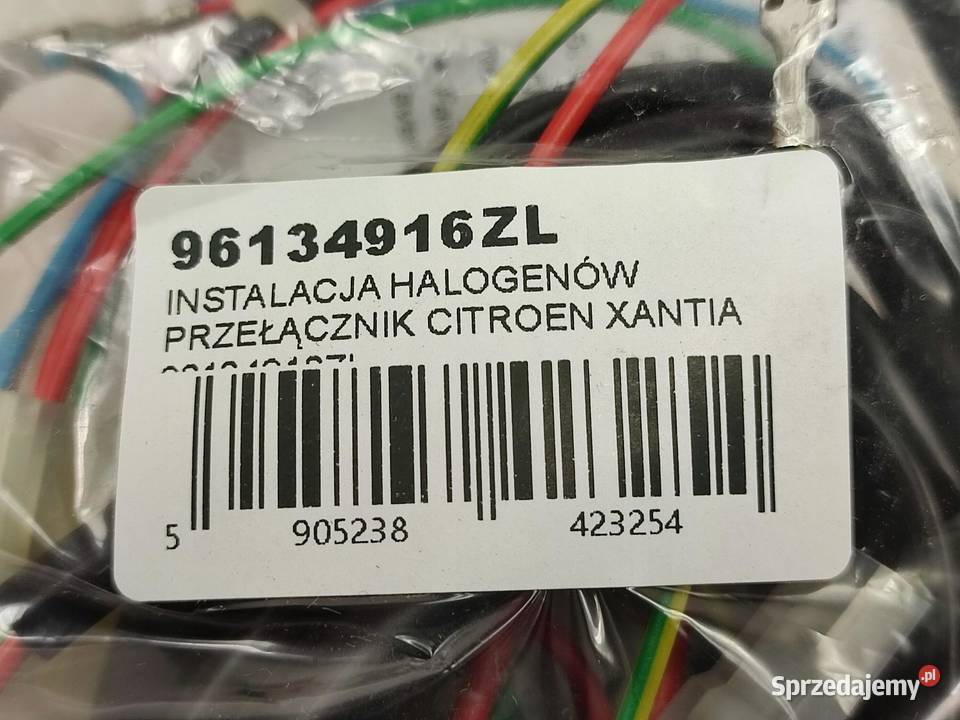 96134916ZL
INSTALACJA HALOGENÓW
PRZEŁĄCZNIK CITROEN XANTIA
5 905238 423254
Sprzedajemy.pl